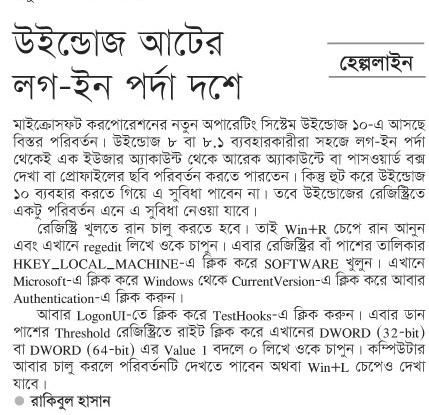 উইন্ডোজ আটের
লগ-ইন পর্দা দশে
হেল্পলাইন
মাইক্রোসফট করপোরেশনের নতুন অপারেটিং সিস্টেম উইন্ডোজ ১০-এ আসছে
বিস্তর পরিবর্তন। উইন্ডোজ ৮ বা ৮.১ ব্যবহারকারীরা সহজে লগ-ইন পর্দা
থেকেই এক ইউজার অ্যাকাউন্ট থেকে আরেক অ্যাকাউন্টে বা পাসওয়ার্ড বক্স
দেখা বা প্রোফাইলের ছবি পরিবর্তন করতে পারতেন। কিন্তু হুট করে উইন্ডোজ
১০ ব্যবহার করতে গিয়ে এ সুবিধা পাবেন না। তবে উইন্ডোজের রেজিস্ট্রিতে
একটু পরিবর্তন এনে এ সুবিধা নেওয়া যাবে।
রেজিস্ট্রি খুলতে রান চালু করতে হবে। তাই Win+R চেপে রান আনুন
এবং এখানে regedit লিখে ওকে চাপুন। এবার রেজিস্ট্রির বাঁ পাশের তালিকার
HKEY_LOCAL_MACHINE-এ ক্লিক করে SOFTWARE খুলুন। এখানে
Microsoft-এ ক্লিক করে Windows থেকে CurrentVersion-এ ক্লিক করে আবার
Authentication-এ ক্লিক করুন।
আবার LogonUI-তে ক্লিক করে TestHooks-এ ক্লিক করুন। এবার ডান
পাশের Threshold রেজিস্ট্রিতে রাইট ক্লিক করে এখানের DWORD (32-bit)
বা DWORD (64-bit) এর Value 1 বদলে ০ লিখে ওকে চাপুন। কম্পিউটার
আবার চালু করলে পরিবর্তনটি দেখতে পাবেন অথবা Win+L চেপেও দেখা
যাবে।
রাকিবুল হাসান